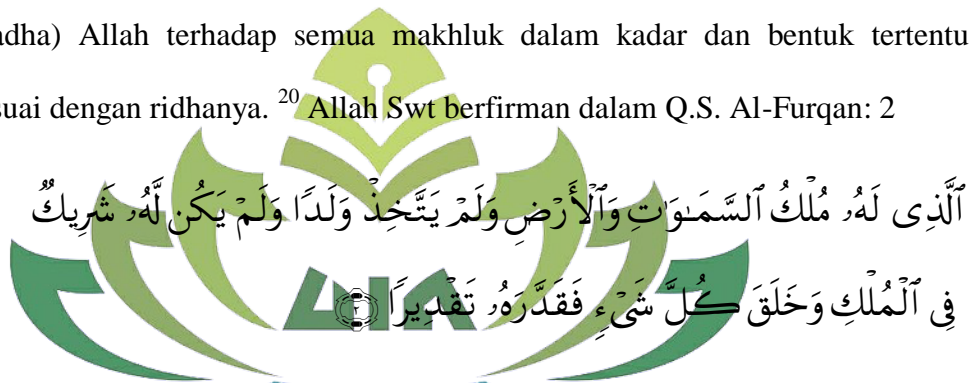 adha) Allah terhadap semua makhluk dalam kadar dan bentuk tertentu
suai dengan ridhanya. 20 Allah Swt berfirman dalam Q.S. Al-Furqan: 2
ٱلَّذِى لَهُۥ مُلْكُ ٱلسَّمَـٰوَٰتِ وَٱلْأَرْضِ وَلَمْ يَتَّخِذْ وَلَدًا وَلَمْ يَكُن لَّهُۥ شَرِيكٌ
فِى ٱلْمُلْكِ وَخَلَقَ كُلَّ شَىْءٍ فَقَدَّرَهُۥ تَقْدِيرًا ٢